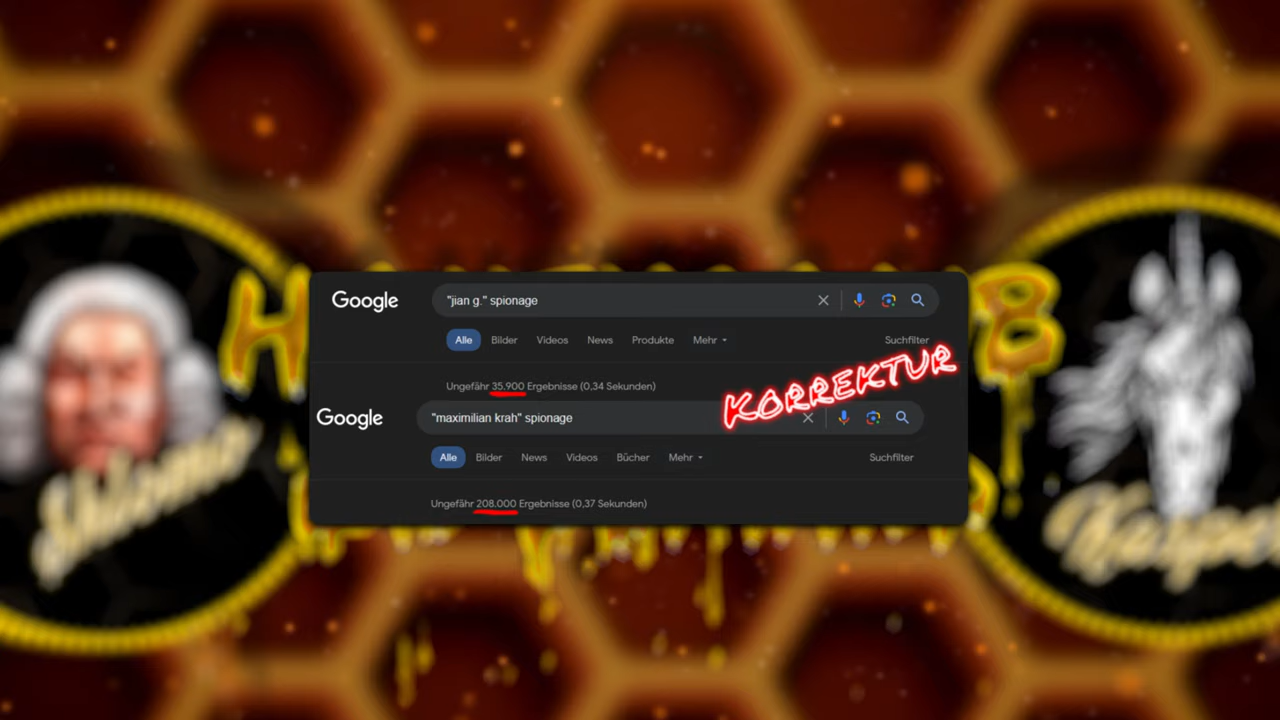 Google "jian g." spionage
Alle Bilder Videos News Produkte Mehr Suchfilter
Ungefähr 35.900 Ergebnisse (0,34 Sekunden)
KORREKTUR
Google "maximilian krah" spionage
Alle Bilder News Videos Bücher Mehr Suchfilter
Ungefähr 208.000 Ergebnisse (0,37 Sekunden)
Shlomo